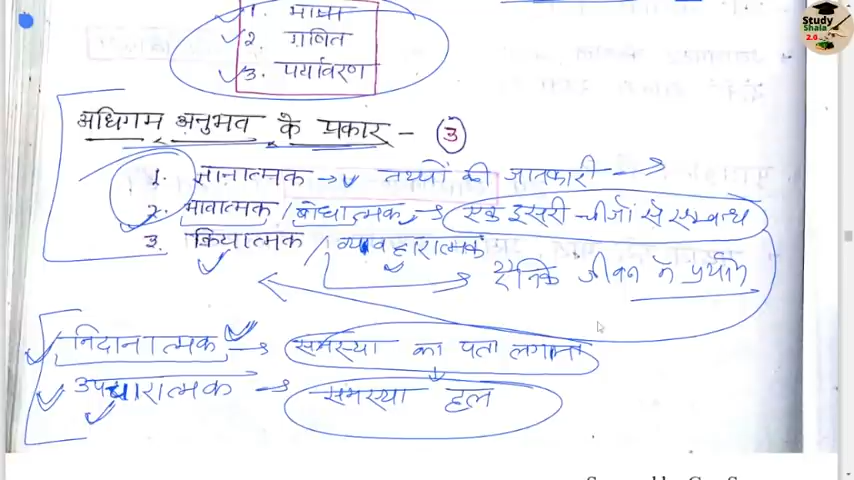 Study
Shala
2.0
1. भाषा
2. गणित
3. पर्यावरण
अधिगम अनुभव के प्रकार - 3
1. ज्ञानात्मक → तथ्यों की जानकारी →
2. भावात्मक / बोधात्मक → एक दूसरी चीजों से सम्बन्ध
3. क्रियात्मक / व्यावहारात्मक
दैनिक जीवन में प्रयोग
निदानात्मक → समस्या का पता लगाना
उपचारात्मक → समस्या हल